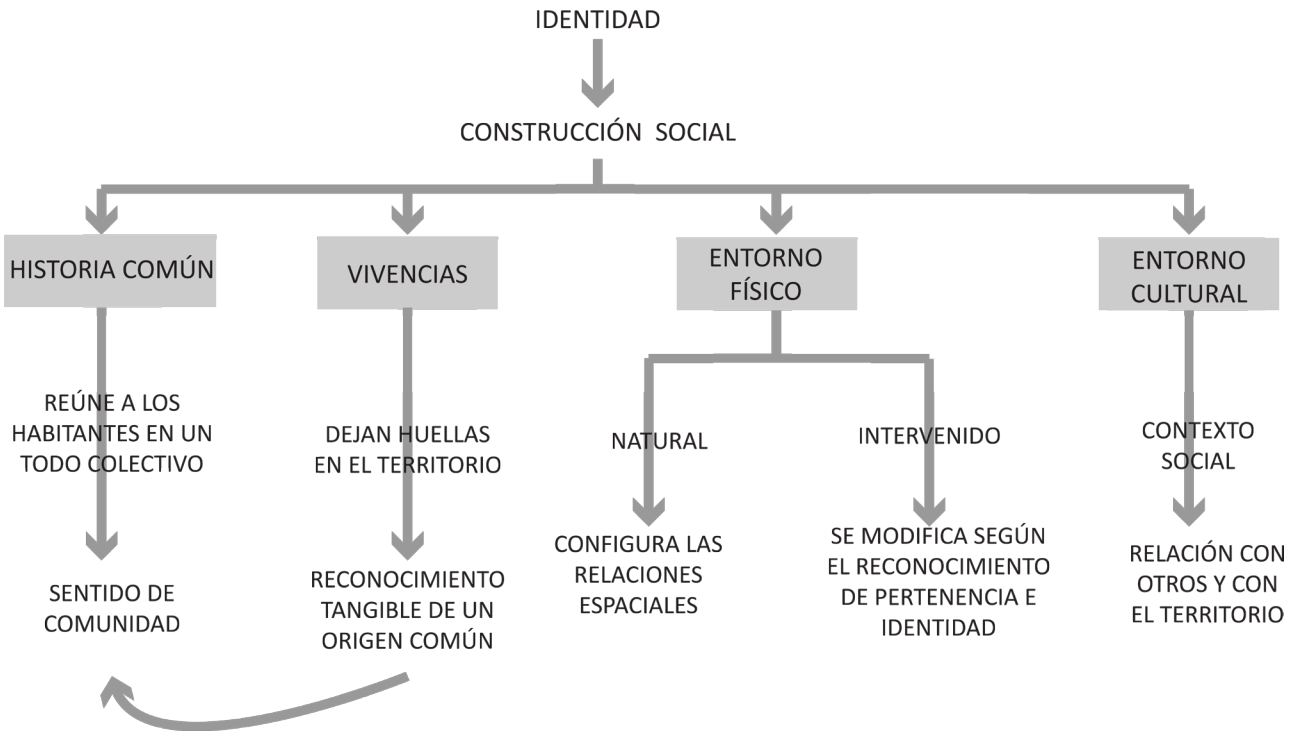 IDENTIDAD
CONSTRUCCIÓN SOCIAL
HISTORIA COMÚN
VIVENCIAS
ENTORNO
FÍSICO
ENTORNO
CULTURAL
REÚNE A LOS
HABITANTES EN UN
TODO COLECTIVO
DEJAN HUELLAS
EN EL TERRITORIO
NATURAL
INTERVENIDO
CONTEXTO
SOCIAL
SENTIDO DE
COMUNIDAD
RECONOCIMIENTO
TANGIBLE DE UN
ORIGEN COMÚN
CONFIGURA LAS
RELACIONES
ESPACIALES
SE MODIFICA SEGÚN
EL RECONOCIMIENTO
DE PERTENENCIA E
IDENTIDAD
RELACIÓN CON
OTROS Y CON
EL TERRITORIO